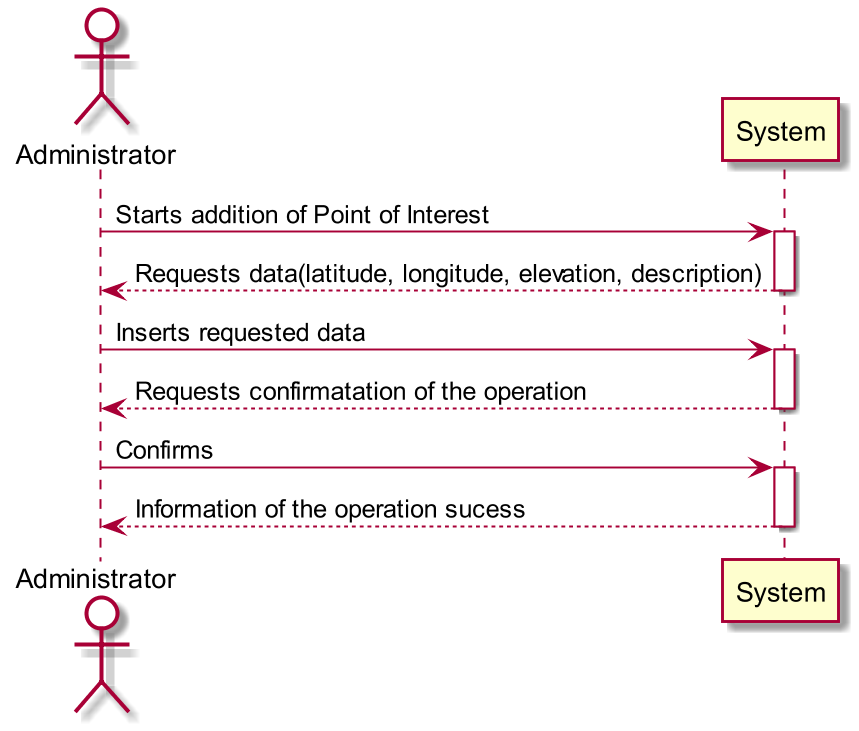 Administrator
System
Starts addition of Point of Interest
Requests data(latitude, longitude, elevation, description)
Inserts requested data
Requests confirmatation of the operation
Confirms
Information of the operation sucess
Administrator
System